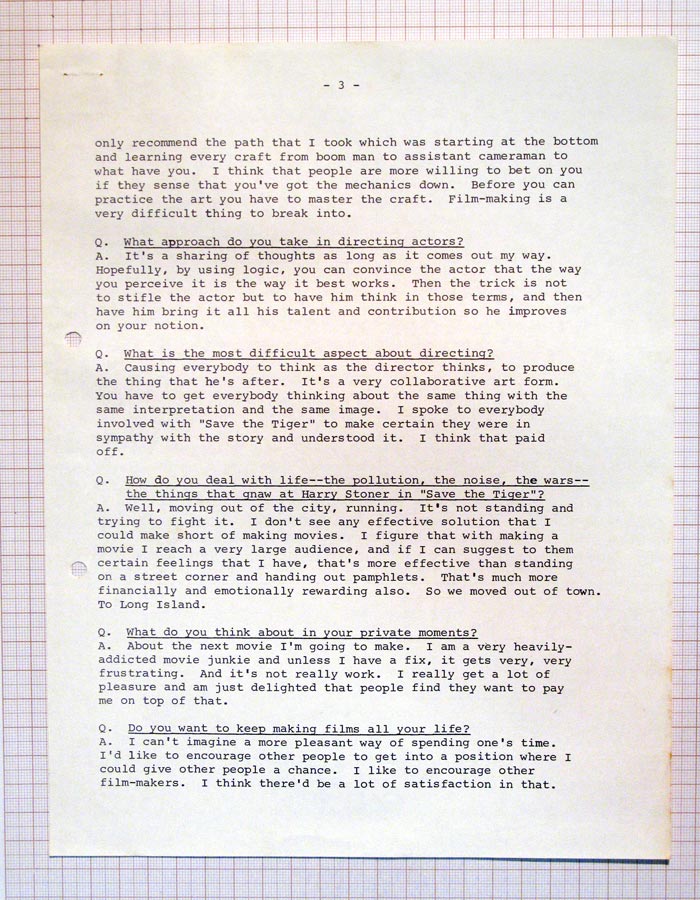 - 3 -
only recommend the path that I took which was starting at the bottom
and learning every craft from boom man to assistant cameraman to
what have you. I think that people are more willing to bet on you
if they sense that you've got the mechanics down. Before you can
practice the art you have to master the craft. Film-making is a
very difficult thing to break into.
Q. What approach do you take in directing actors?
A. It's a sharing of thoughts as long as it comes out my way.
Hopefully, by using logic, you can convince the actor that the way
you perceive it is the way it best works. Then the trick is not
to stifle the actor but to have him think in those terms, and then
have him bring it all his talent and contribution so he improves
on your notion.
Q. What is the most difficult aspect about directing?
A. Causing everybody to think as the director thinks, to produce
the thing that he's after. It's a very collaborative art form.
You have to get everybody thinking about the same thing with the
same interpretation and the same image. I spoke to everybody
involved with "Save the Tiger" to make certain they were in
sympathy with the story and understood it. I think that paid
off.
Q. How do you deal with life--the pollution, the noise, the wars--
the things that gnaw at Harry Stoner in "Save the Tiger"?
A. Well, moving out of the city, running. It's not standing and
trying to fight it. I don't see any effective solution that I
could make short of making movies. I figure that with making a
movie I reach a very large audience, and if I can suggest to them
certain feelings that I have, that's more effective than standing
on a street corner and handing out pamphlets. That's much more
financially and emotionally rewarding also. So we moved out of town.
To Long Island.
Q. What do you think about in your private moments?
A. About the next movie I'm going to make. I am a very heavily-
addicted movie junkie and unless I have a fix, it gets very, very
frustrating. And it's not really work. I really get a lot of
pleasure and am just delighted that people find they want to pay
me on top of that.
Q. Do you want to keep making films all your life?
A. I can't imagine a more pleasant way of spending one's time.
I'd like to encourage other people to get into a position where I
could give other people a chance. I like to encourage other
film-makers. I think there'd be a lot of satisfaction in that.